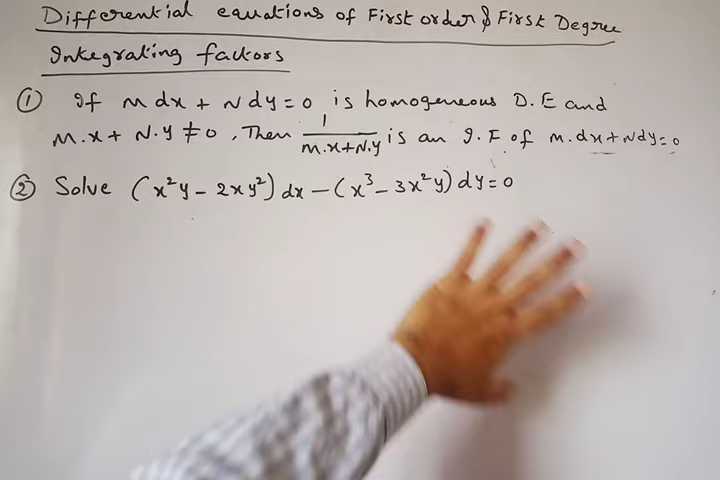 Differential equations of First order & First Degree
Integrating factors
① If M dx + N dy = 0 is homogeneous D.E and
M.x + N.y ≠ 0, Then 1/(M.x+N.y) is an I.F of M.dx+Ndy=0
② Solve (x²y - 2xy²) dx - (x³ - 3x²y) dy = 0